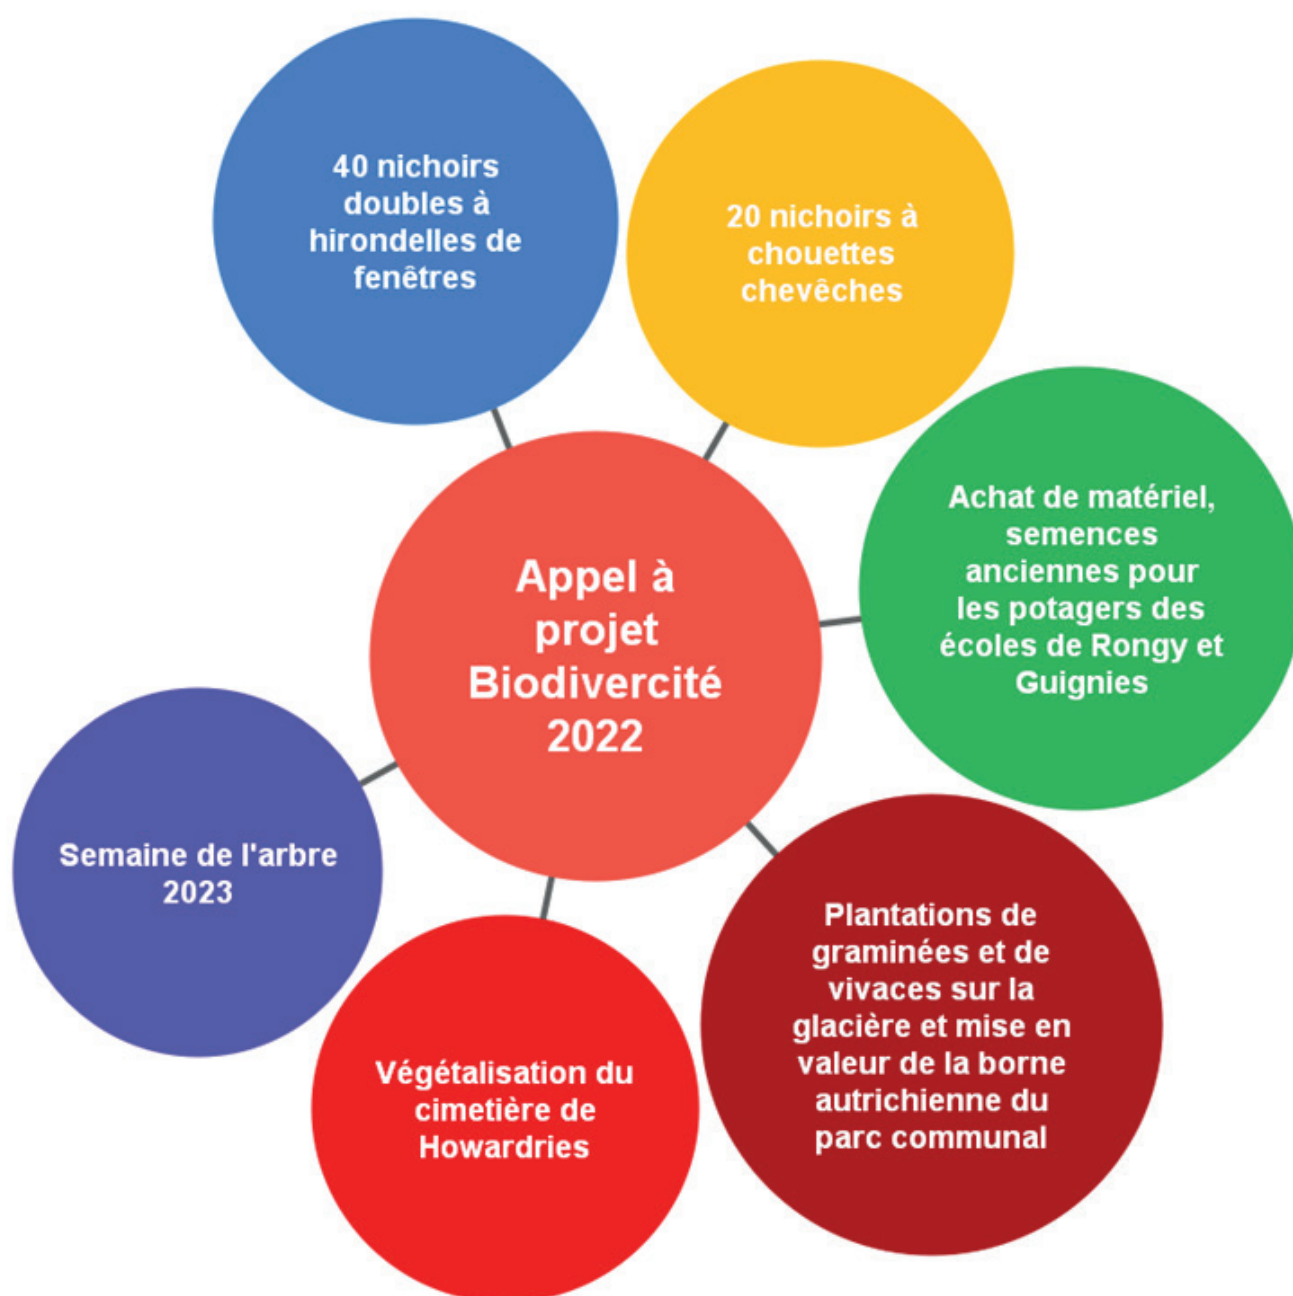 40 nichoirs
doubles à
hirondelles de
fenêtres
20 nichoirs à
chouettes
chevêches
Achat de matériel,
semences
anciennes pour
les potagers des
écoles de Rongy et
Guignies
Appel à
projet
Biodivercité
2022
Semaine de l'arbre
2023
Plantations de
graminées et de
vivaces sur la
glacière et mise en
valeur de la borne
autrichienne du
parc communal
Végétalisation du
cimetière de
Howardries